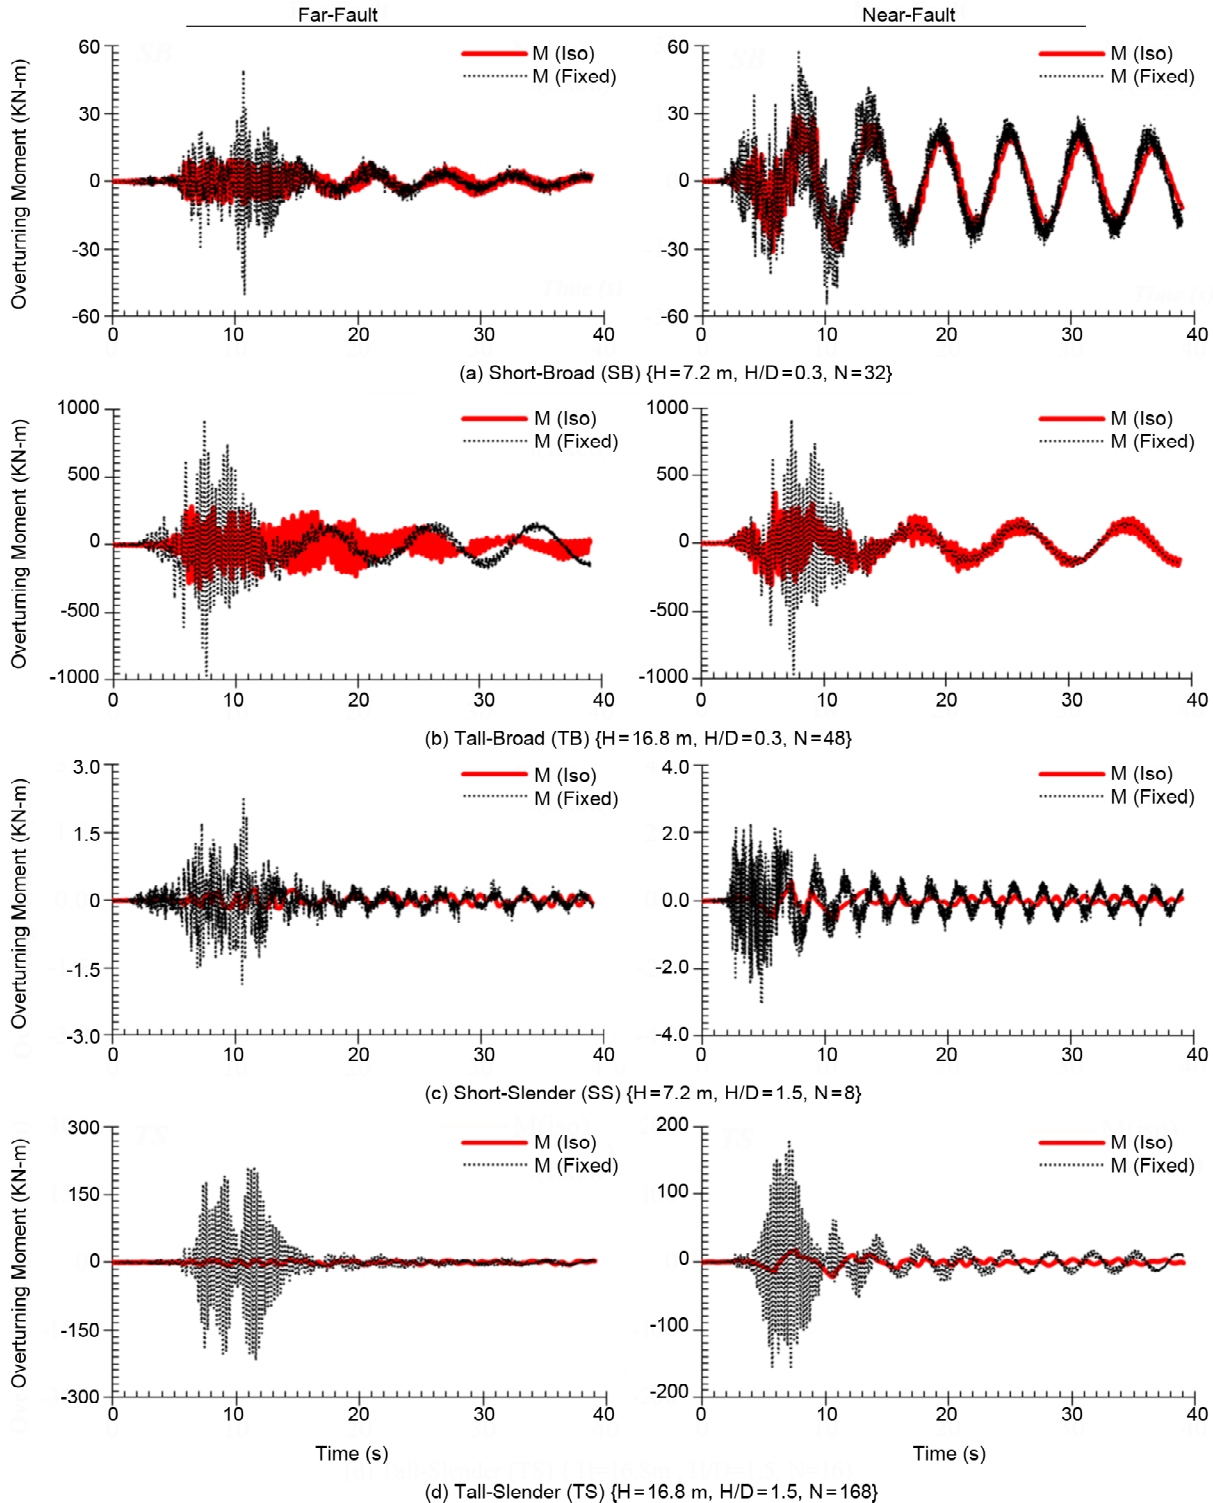 Far-Fault
Near-Fault
Overturning Moment (KN-m)
60
30
0
-30
-60
M (Iso)
M (Fixed)
0
10
20
30
40
60
30
0
-30
-60
M (Iso)
M (Fixed)
0
10
20
30
40
(a) Short-Broad (SB) {H=7.2 m, H/D=0.3, N=32}
Overturning Moment (KN-m)
1000
500
0
-500
-1000
M (Iso)
M (Fixed)
0
10
20
30
40
1000
500
0
-500
-1000
M (Iso)
M (Fixed)
0
10
20
30
40
(b) Tall-Broad (TB) {H=16.8 m, H/D=0.3, N=48}
Overturning Moment (KN-m)
3.0
1.5
0
-1.5
-3.0
M (Iso)
M (Fixed)
0
10
20
30
40
4.0
2.0
0.0
-2.0
-4.0
M (Iso)
M (Fixed)
0
10
20
30
40
(c) Short-Slender (SS) {H=7.2 m, H/D=1.5, N=8}
Overturning Moment (KN-m)
300
150
0
-150
-300
M (Iso)
M (Fixed)
0
10
20
30
40
Time (s)
200
100
0
-100
-200
M (Iso)
M (Fixed)
0
10
20
30
40
Time (s)
(d) Tall-Slender (TS) {H=16.8 m, H/D=1.5, N=168}